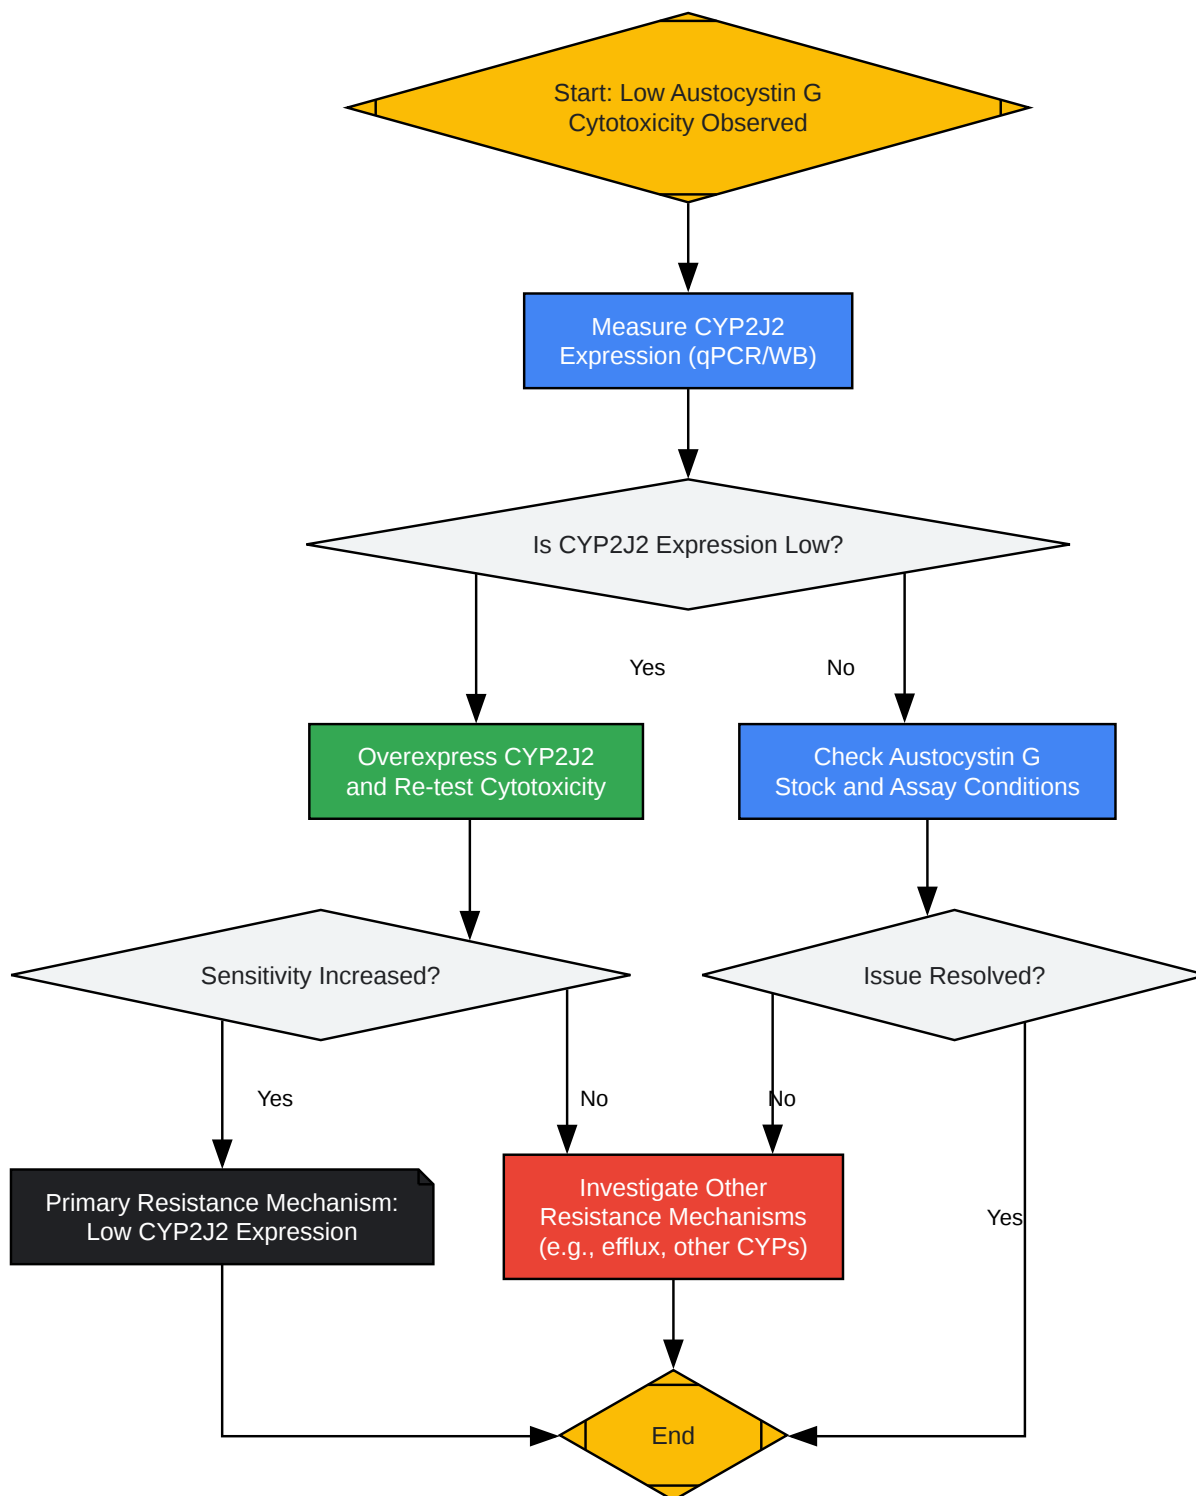 Start: Low Austocystin G
Cytotoxicity Observed
Measure CYP2J2
Expression (qPCR/WB)
Is CYP2J2 Expression Low?
Yes
No
Overexpress CYP2J2
and Re-test Cytotoxicity
Check Austocystin G
Stock and Assay Conditions
Sensitivity Increased?
Issue Resolved?
Yes
No
No
Primary Resistance Mechanism:
Low CYP2J2 Expression
Investigate Other
Resistance Mechanisms
(e.g., efflux, other CYPs)
Yes
End